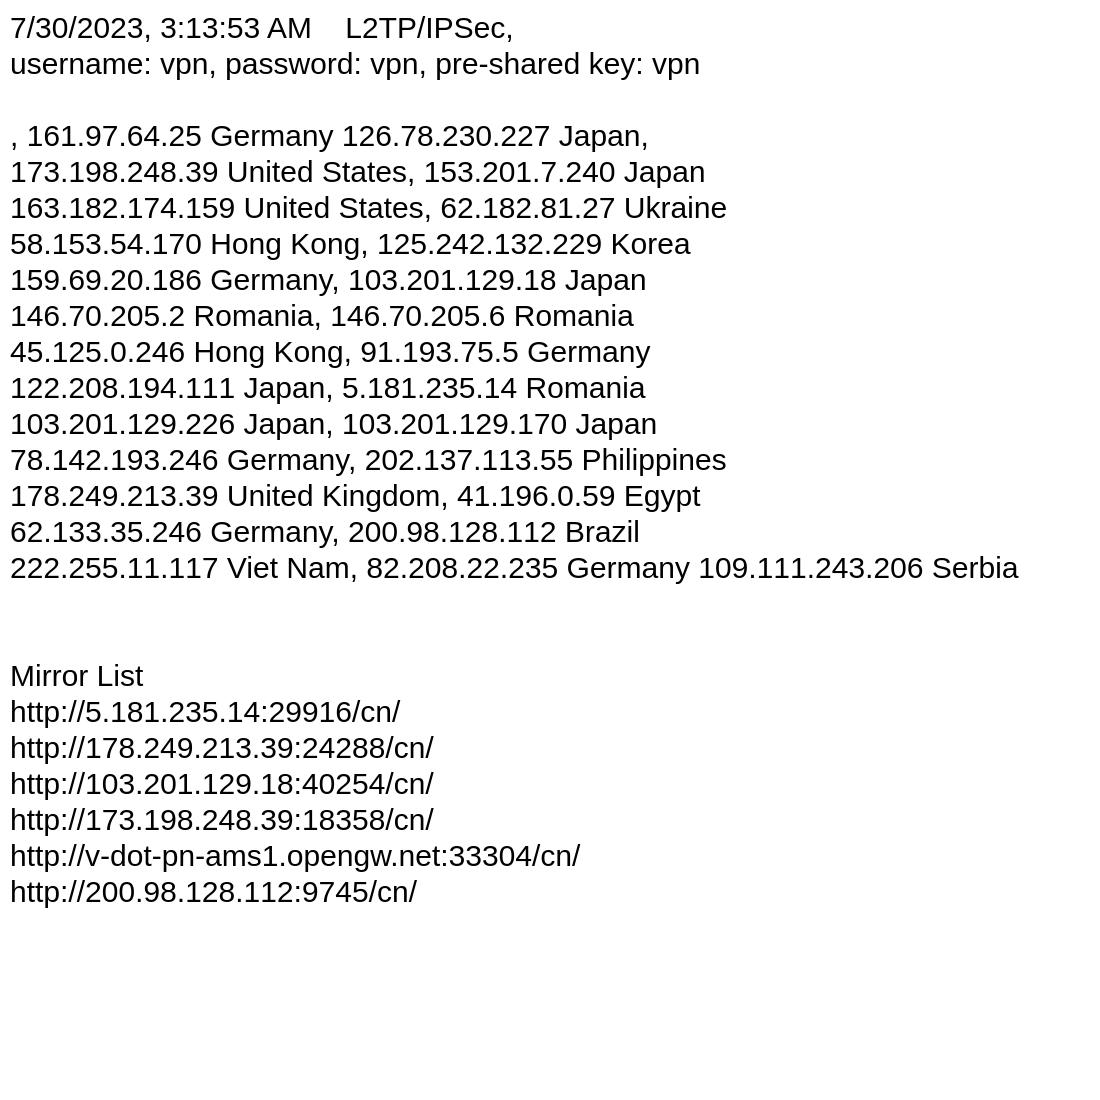 7/30/2023, 3:13:53 AM    L2TP/IPSec,
username: vpn, password: vpn, pre-shared key: vpn
, 161.97.64.25 Germany 126.78.230.227 Japan,
173.198.248.39 United States, 153.201.7.240 Japan
163.182.174.159 United States, 62.182.81.27 Ukraine
58.153.54.170 Hong Kong, 125.242.132.229 Korea
159.69.20.186 Germany, 103.201.129.18 Japan
146.70.205.2 Romania, 146.70.205.6 Romania
45.125.0.246 Hong Kong, 91.193.75.5 Germany
122.208.194.111 Japan, 5.181.235.14 Romania
103.201.129.226 Japan, 103.201.129.170 Japan
78.142.193.246 Germany, 202.137.113.55 Philippines
178.249.213.39 United Kingdom, 41.196.0.59 Egypt
62.133.35.246 Germany, 200.98.128.112 Brazil
222.255.11.117 Viet Nam, 82.208.22.235 Germany 109.111.243.206 Serbia
Mirror List
http://5.181.235.14:29916/cn/
http://178.249.213.39:24288/cn/
http://103.201.129.18:40254/cn/
http://173.198.248.39:18358/cn/
http://v-dot-pn-ams1.opengw.net:33304/cn/
http://200.98.128.112:9745/cn/